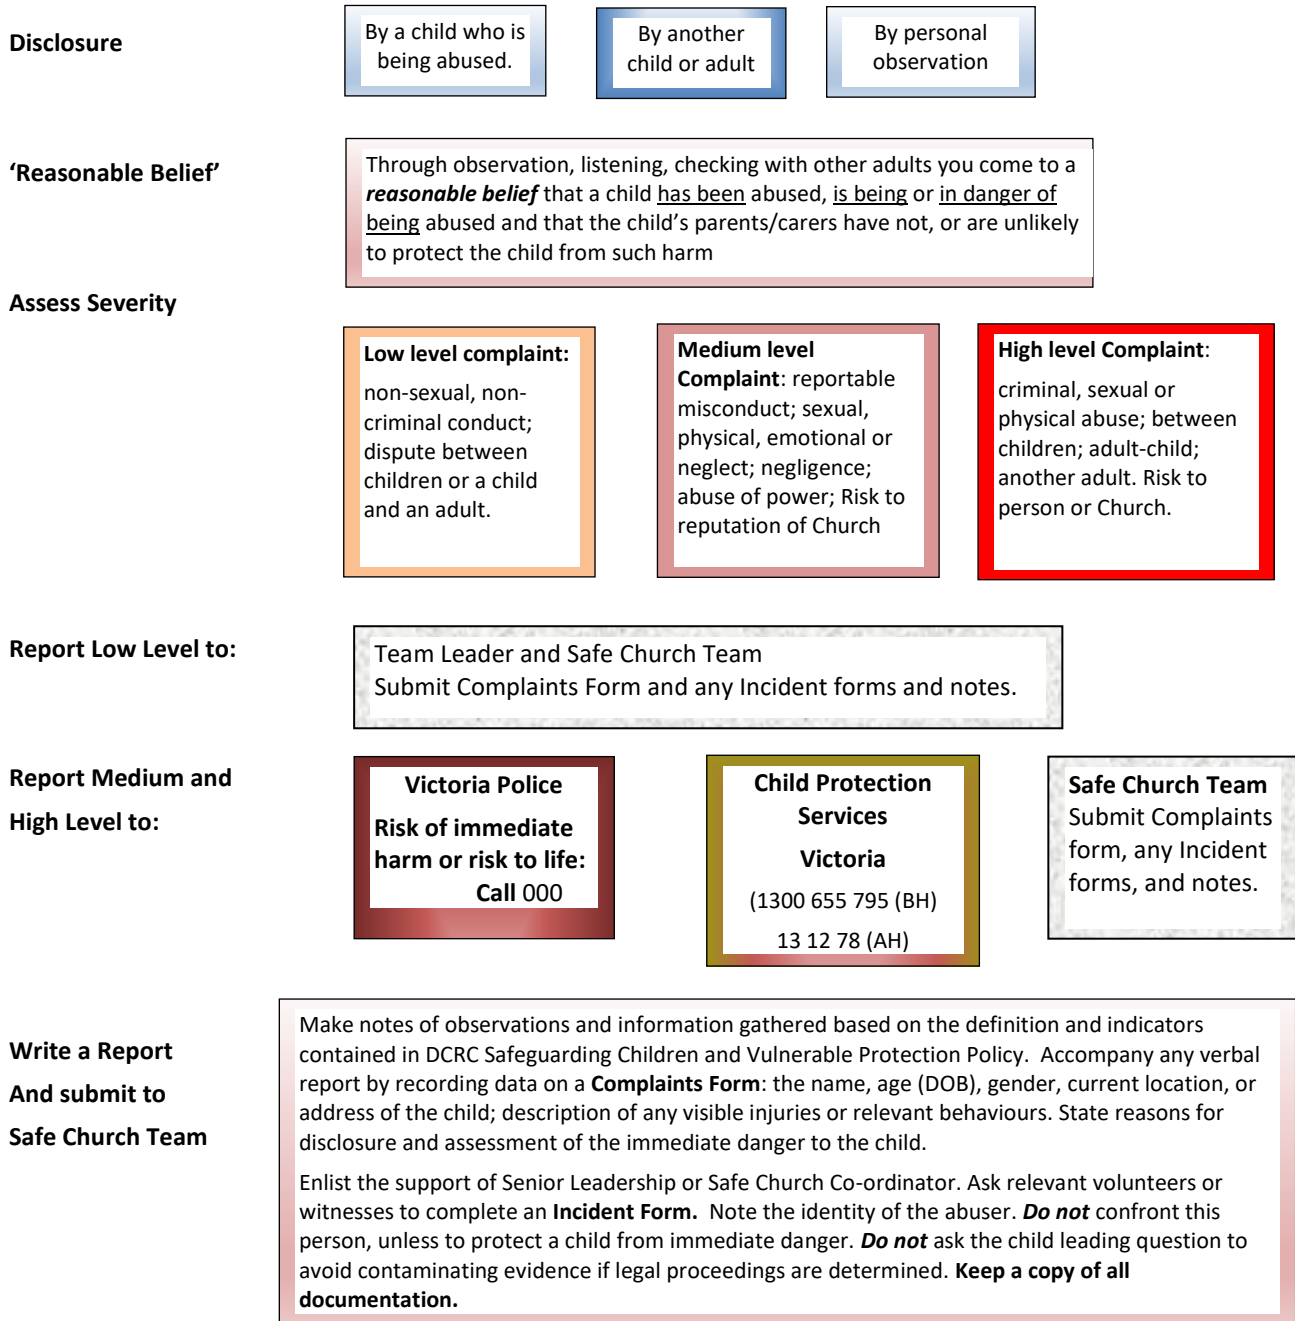 Disclosure
By a child who is
being abused.
By another
child or adult
By personal
observation
‘Reasonable Belief’
Through observation, listening, checking with other adults you come to a
reasonable belief that a child has been abused, is being or in danger of
being abused and that the child’s parents/carers have not, or are unlikely
to protect the child from such harm
Assess Severity
Low level complaint:
non-sexual, non-
criminal conduct;
dispute between
children or a child
and an adult.
Medium level
Complaint: reportable
misconduct; sexual,
physical, emotional or
neglect; negligence;
abuse of power; Risk to
reputation of Church
High level Complaint:
criminal, sexual or
physical abuse; between
children; adult-child;
another adult. Risk to
person or Church.
Report Low Level to:
Team Leader and Safe Church Team
Submit Complaints Form and any Incident forms and notes.
Report Medium and
High Level to:
Victoria Police
Risk of immediate
harm or risk to life:
Call 000
Child Protection
Services
Victoria
(1300 655 795 (BH)
13 12 78 (AH)
Safe Church Team
Submit Complaints
form, any Incident
forms, and notes.
Write a Report
And submit to
Safe Church Team
Make notes of observations and information gathered based on the definition and indicators
contained in DCRC Safeguarding Children and Vulnerable Protection Policy.  Accompany any verbal
report by recording data on a Complaints Form: the name, age (DOB), gender, current location, or
address of the child; description of any visible injuries or relevant behaviours. State reasons for
disclosure and assessment of the immediate danger to the child.
Enlist the support of Senior Leadership or Safe Church Co-ordinator. Ask relevant volunteers or
witnesses to complete an Incident Form.  Note the identity of the abuser. Do not confront this
person, unless to protect a child from immediate danger. Do not ask the child leading question to
avoid contaminating evidence if legal proceedings are determined. Keep a copy of all
documentation.